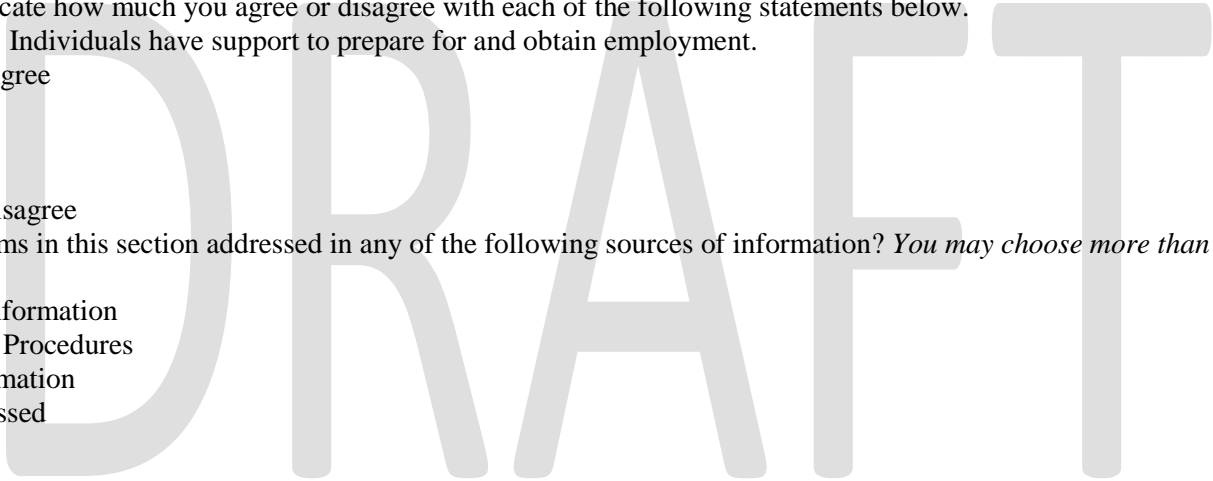 cate how much you agree or disagree with each of the following statements below.
Individuals have support to prepare for and obtain employment.
gree
sagree
ms in this section addressed in any of the following sources of information? You may choose more than
formation
Procedures
mation
ssed
DRAFT